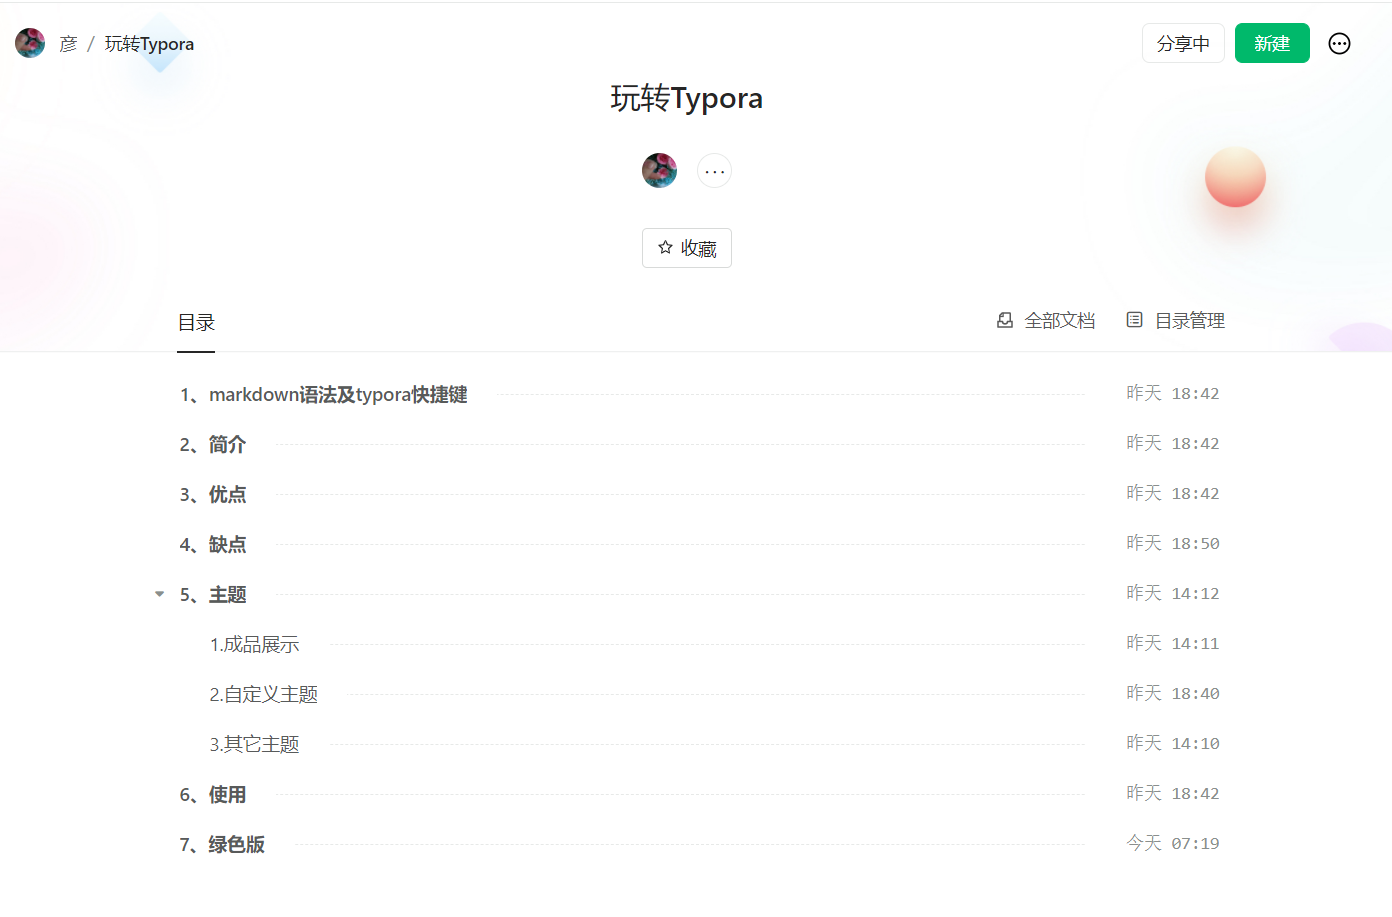 彦 / 玩转Typora 分享中 新建
玩转Typora
收藏
目录 全部文档 目录管理
1、markdown语法及typora快捷键 昨天 18:42
2、简介 昨天 18:42
3、优点 昨天 18:42
4、缺点 昨天 18:50
5、主题 昨天 14:12
1.成品展示 昨天 14:11
2.自定义主题 昨天 18:40
3.其它主题 昨天 14:10
6、使用 昨天 18:42
7、绿色版 今天 07:19